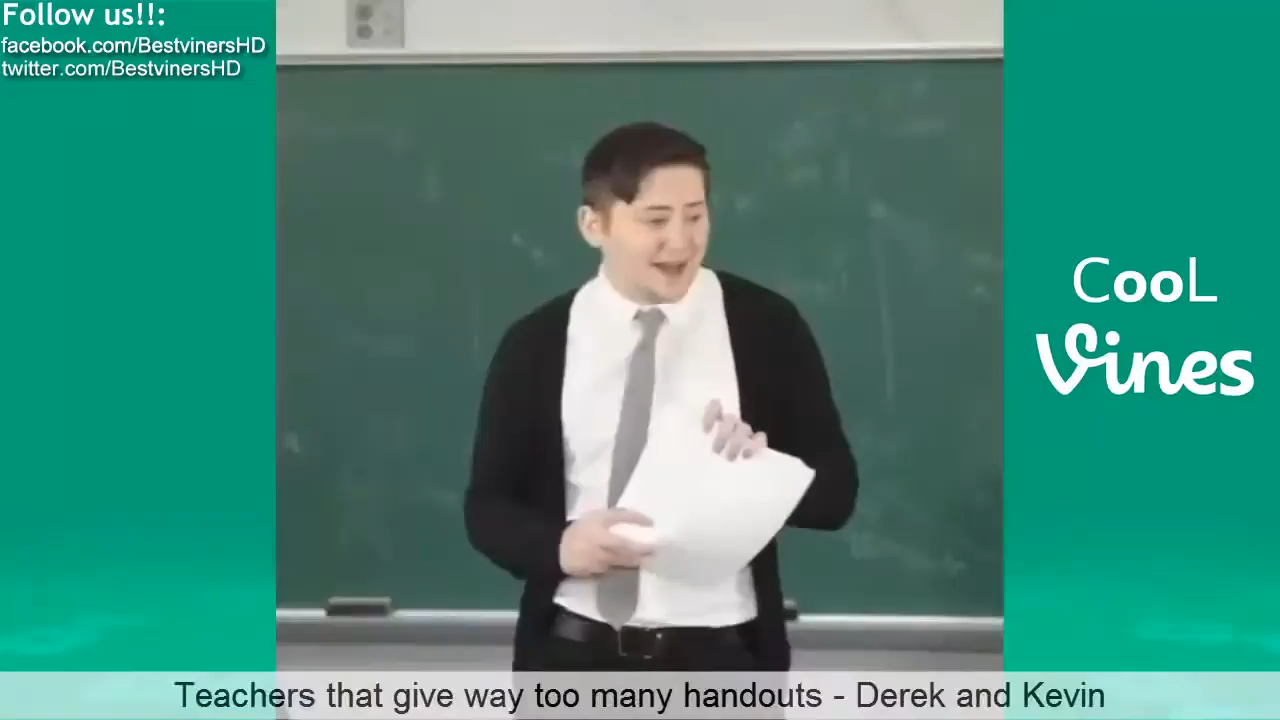 Follow us!!:
facebook.com/BestvinersHD
twitter.com/BestvinersHD
CooL
Vines
Teachers that give way too many handouts - Derek and Kevin